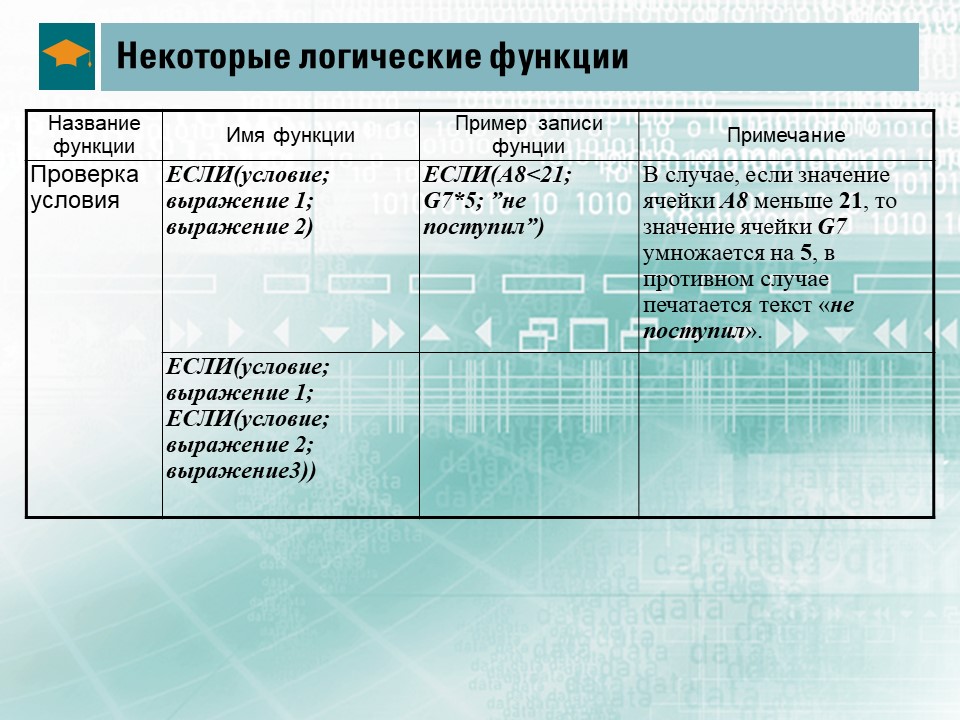 Некоторые логические функции
Название
функции
Имя функции
Пример записи
фунции
Примечание
Проверка
условия
ЕСЛИ(условие;
выражение 1;
выражение 2)
ЕСЛИ(A8<21;
G7*5; ”не
поступил”)
В случае, если значение
ячейки A8 меньше 21, то
значение ячейки G7
умножается на 5, в
противном случае
печатается текст «не
поступил».
ЕСЛИ(условие;
выражение 1;
ЕСЛИ(условие;
выражение 2;
выражение3))